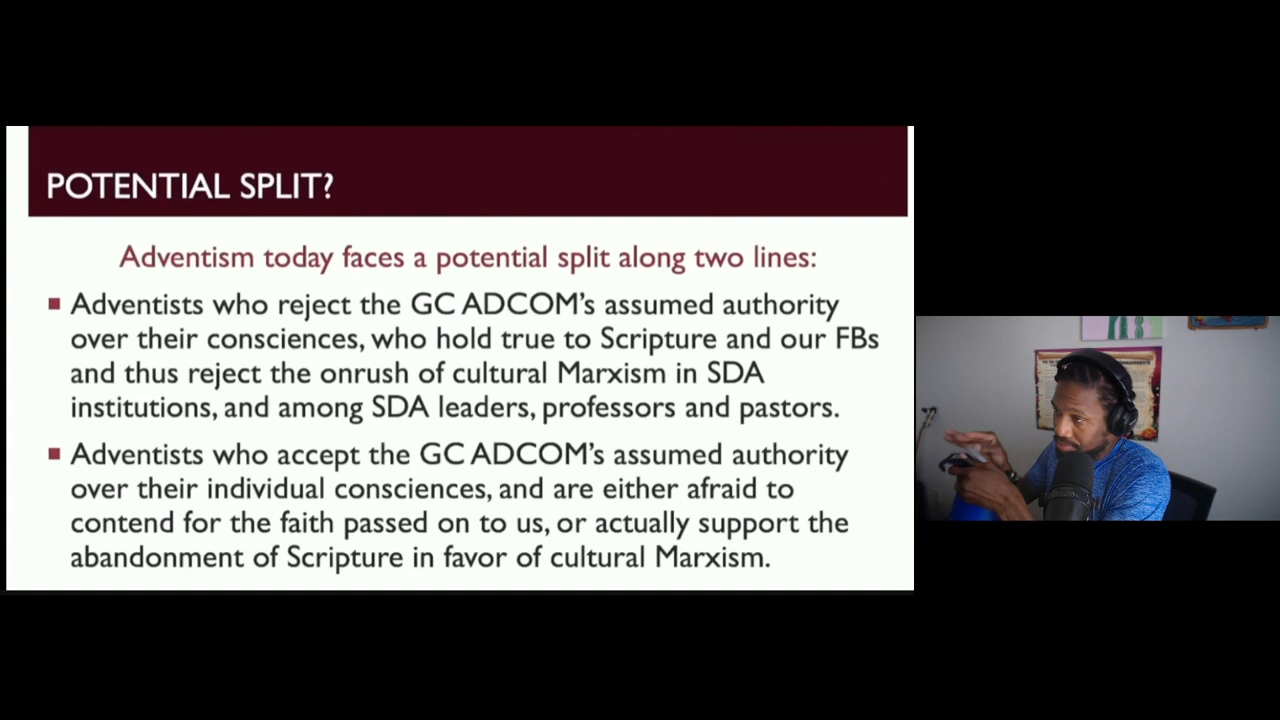 POTENTIAL SPLIT?
Adventism today faces a potential split along two lines:
Adventists who reject the GC ADCOM's assumed authority
over their consciences, who hold true to Scripture and our FBs
and thus reject the onrush of cultural Marxism in SDA
institutions, and among SDA leaders, professors and pastors.
Adventists who accept the GC ADCOM's assumed authority
over their individual consciences, and are either afraid to
contend for the faith passed on to us, or actually support the
abandonment of Scripture in favor of cultural Marxism.